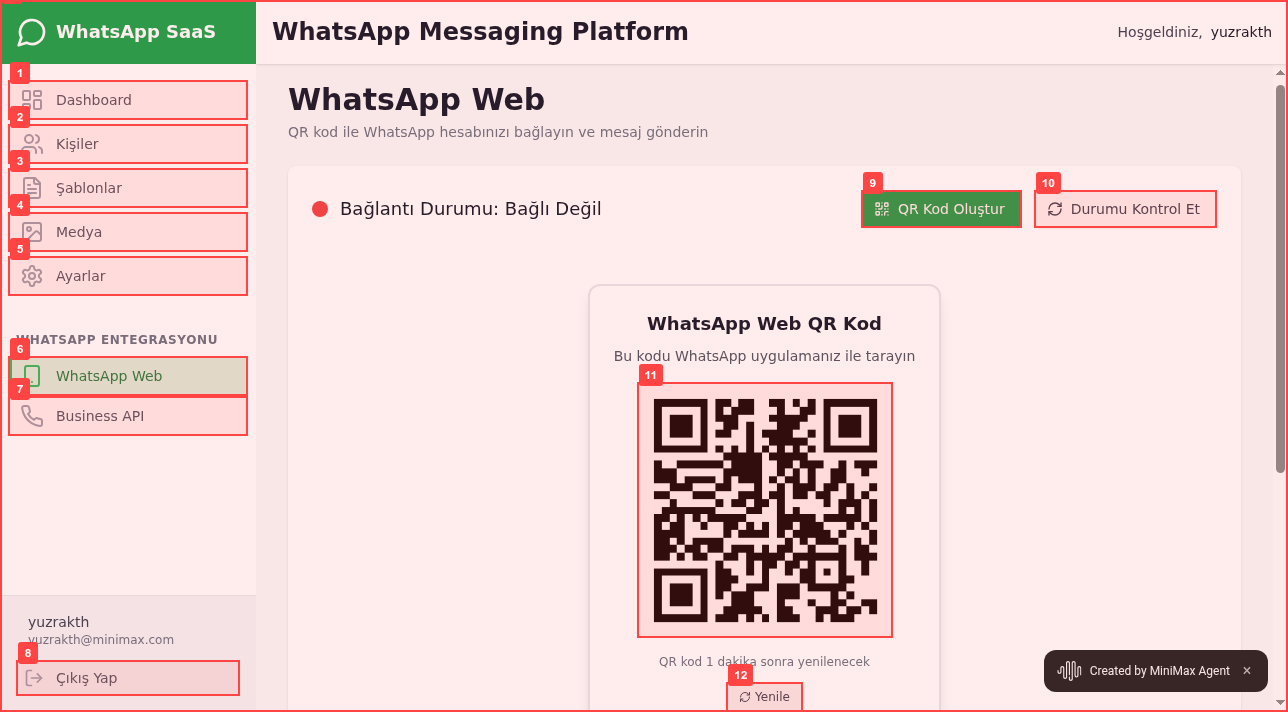 WhatsApp SaaS
WhatsApp Messaging Platform
Hoşgeldiniz, yuzrakth
1
Dashboard
2
Kişiler
3
Şablonlar
4
Medya
5
Ayarlar
WHATSAPP ENTEGRASYONU
6
WhatsApp Web
7
Business API
yuzrakth
yuzrakth@minimax.com
8
Çıkış Yap
WhatsApp Web
QR kod ile WhatsApp hesabınızı bağlayın ve mesaj gönderin
Bağlantı Durumu: Bağlı Değil
9
QR Kod Oluştur
10
Durumu Kontrol Et
WhatsApp Web QR Kod
Bu kodu WhatsApp uygulamanız ile tarayın
11
QR kod 1 dakika sonra yenilenecek
12
Yenile
Created by MiniMax Agent